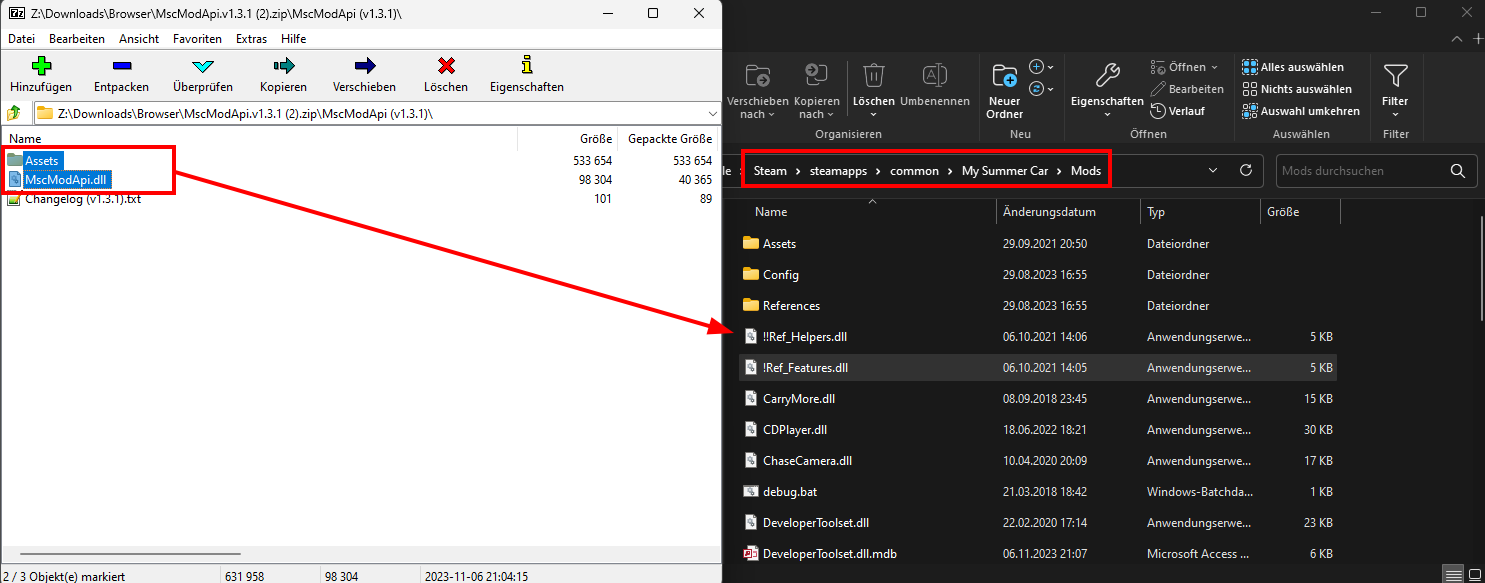 Z:\Downloads\Browser\MscModApi.v1.3.1 (2).zip\MscModApi (v1.3.1)\
Datei Bearbeiten Ansicht Favoriten Extras Hilfe
Hinzufügen Entpacken Überprüfen Kopieren Verschieben Löschen Eigenschaften
Z:\Downloads\Browser\MscModApi.v1.3.1 (2).zip\MscModApi (v1.3.1)\
Name Größe Gepackte Größe
Assets 533 654 533 654
MscModApi.dll 98 304 40 365
Changelog (v1.3.1).txt 101 89
2 / 3 Objekt(e) markiert 631 958 98 304 2023-11-06 21:04:15
Verschieben nach
Kopieren nach
Löschen
Umbenennen
Organisieren
Neuer Ordner
Neu
Eigenschaften
Öffnen
Bearbeiten
Verlauf
Öffnen
Alles auswählen
Nichts auswählen
Auswahl umkehren
Auswählen
Filter
Filter
le Steam steamapps common My Summer Car Mods
Mods durchsuchen
Name Änderungsdatum Typ Größe
Assets 29.09.2021 20:50 Dateiordner
Config 29.08.2023 16:55 Dateiordner
References 29.08.2023 16:55 Dateiordner
!!Ref_Helpers.dll 06.10.2021 14:06 Anwendungserwe... 5 KB
!Ref_Features.dll 06.10.2021 14:05 Anwendungserwe... 5 KB
CarryMore.dll 08.09.2018 23:45 Anwendungserwe... 15 KB
CDPlayer.dll 18.06.2022 18:21 Anwendungserwe... 30 KB
ChaseCamera.dll 10.04.2020 20:09 Anwendungserwe... 17 KB
debug.bat 21.03.2018 18:42 Windows-Batchda... 1 KB
DeveloperToolset.dll 22.02.2020 17:14 Anwendungserwe... 23 KB
DeveloperToolset.dll.mdb 06.11.2023 21:07 Microsoft Access ... 6 KB